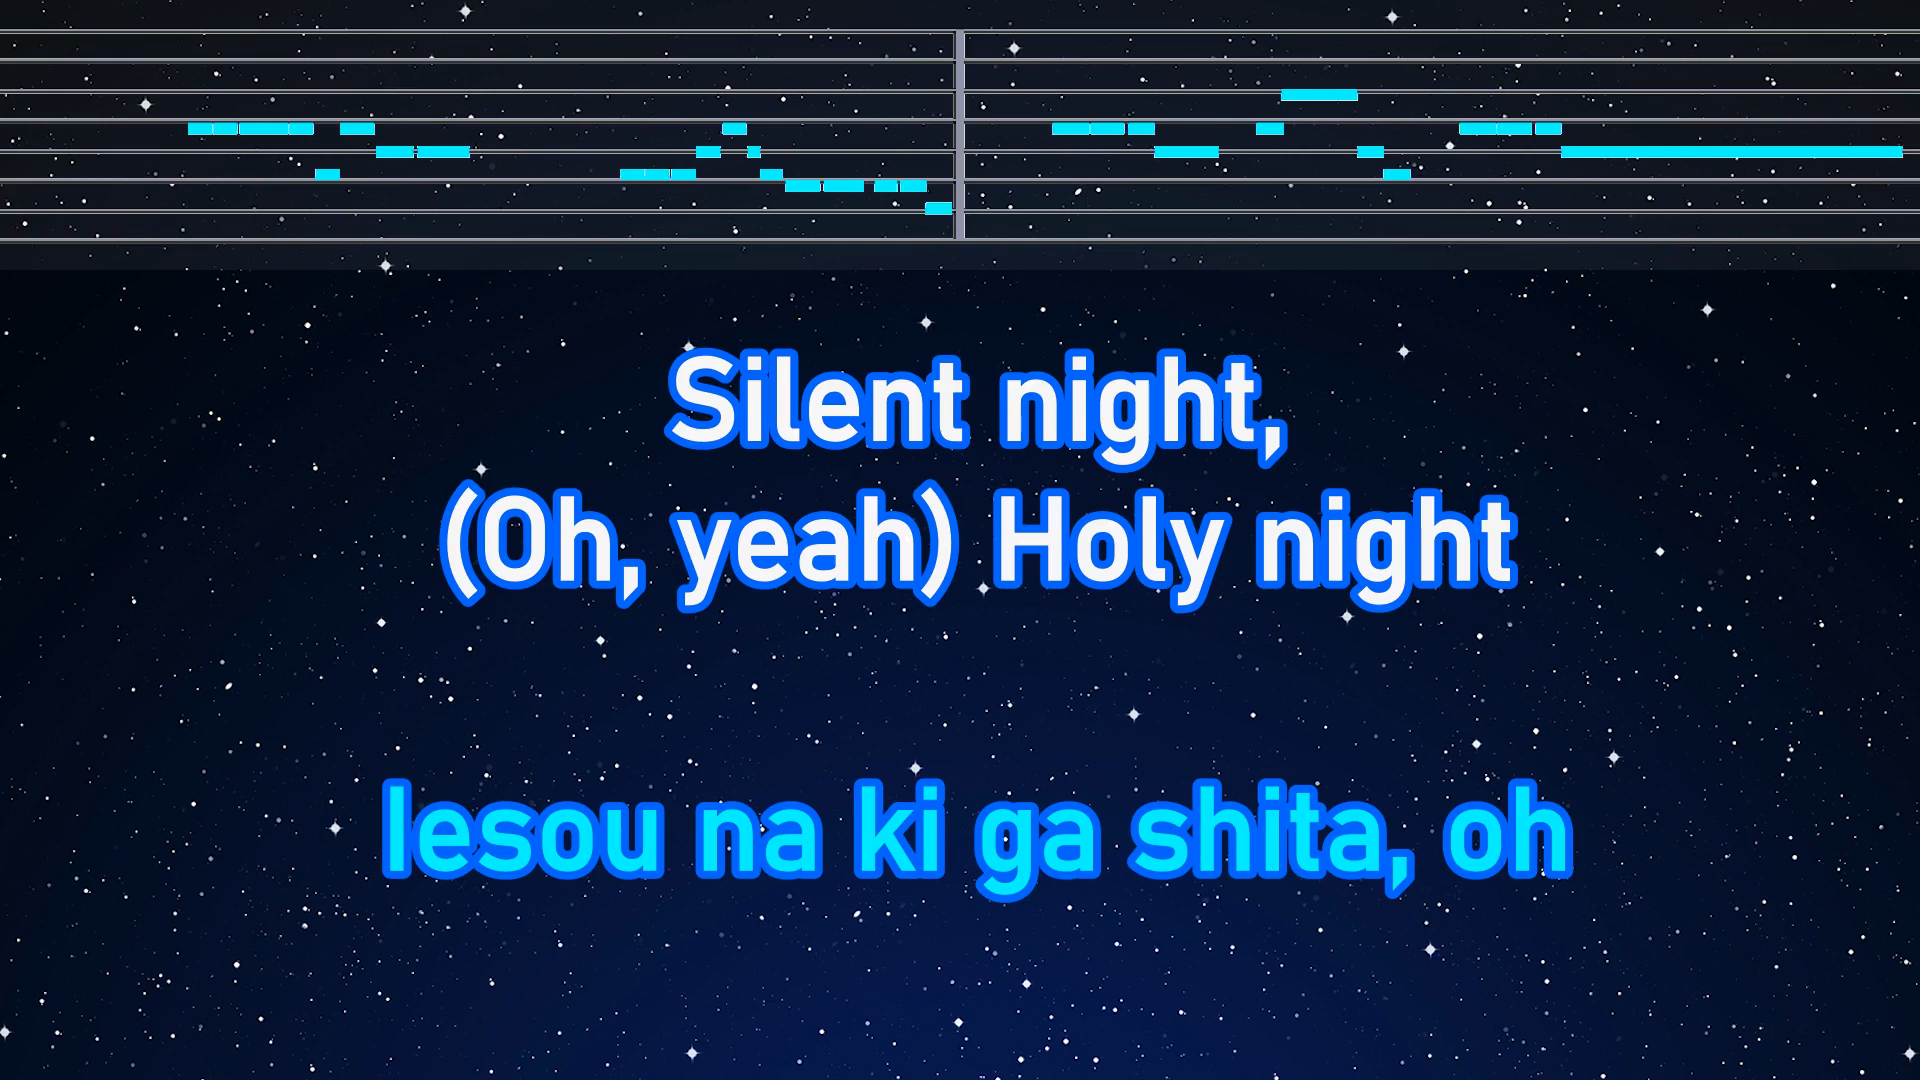 Silent night,
(Oh, yeah) Holy night
Iesou na ki ga shita, oh